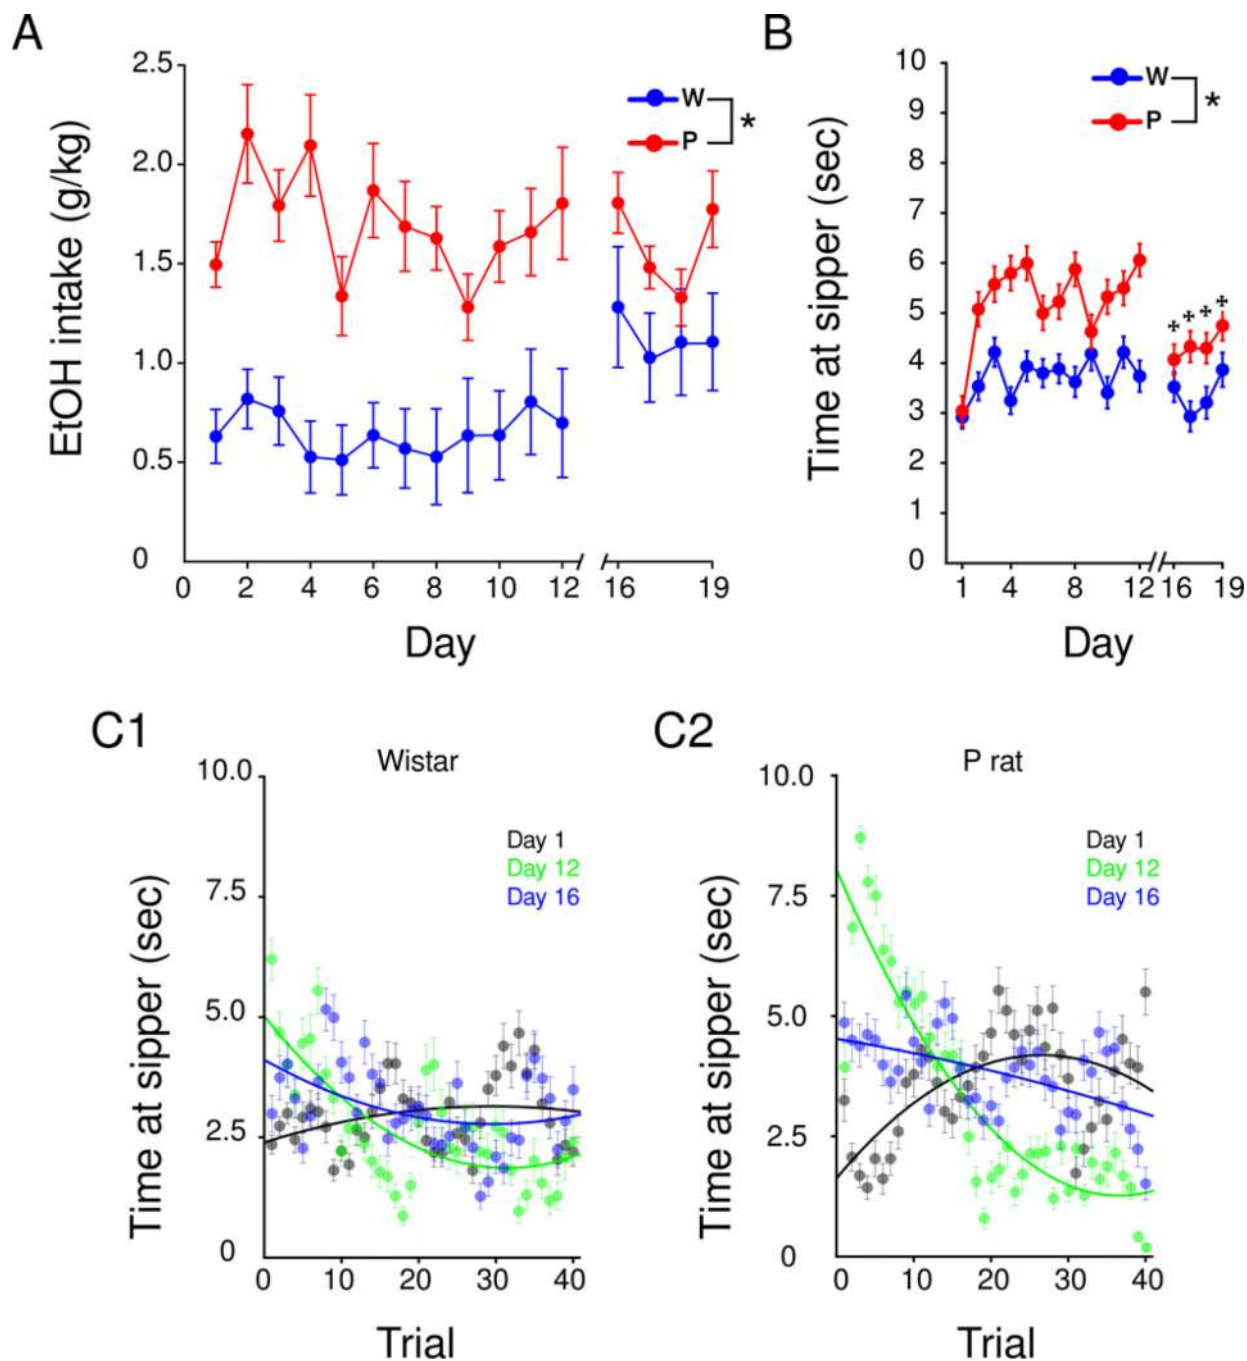 A
EtOH intake (g/kg)
2.5
2.0
1.5
1.0
0.5
0
W
P
*
0 2 4 6 8 10 12 16 19
Day
B
Time at sipper (sec)
10
9
8
7
6
5
4
3
2
1
0
W
P
*
‡ ‡ ‡ ‡
1 4 8 12 16 19
Day
C1
Wistar
Time at sipper (sec)
10.0
7.5
5.0
2.5
0
Day 1
Day 12
Day 16
0 10 20 30 40
Trial
C2
P rat
Time at sipper (sec)
10.0
7.5
5.0
2.5
0
Day 1
Day 12
Day 16
0 10 20 30 40
Trial